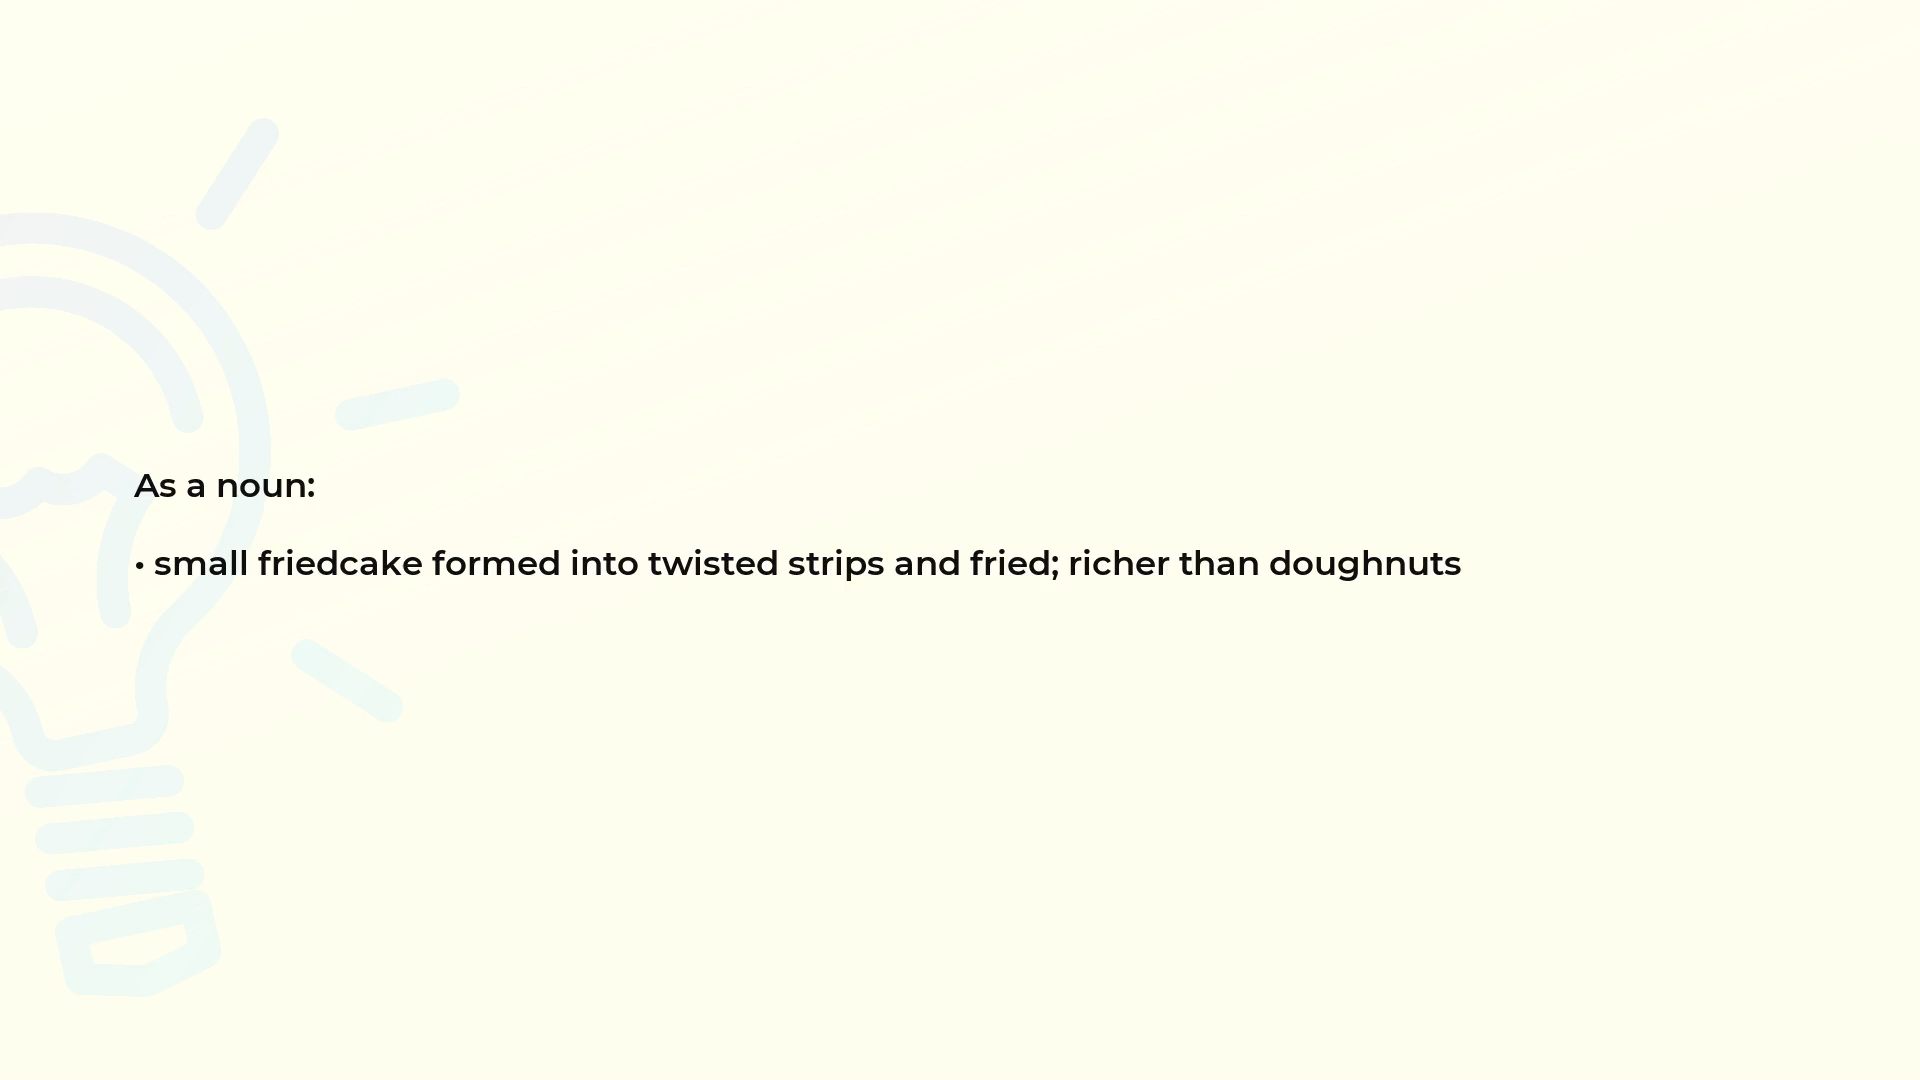 As a noun:
• small friedcake formed into twisted strips and fried; richer than doughnuts